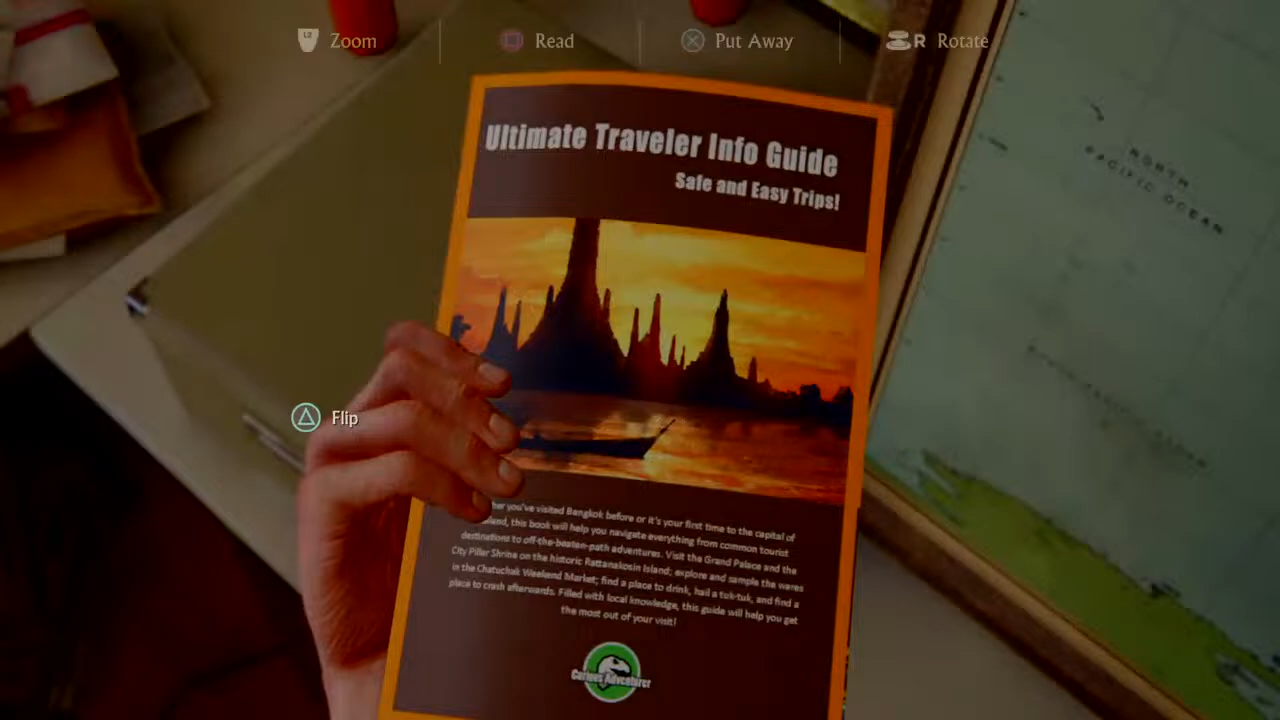 L2 Zoom
Read
Put Away
R Rotate
Ultimate Traveler Info Guide
Safe and Easy Trips!
Flip
NORTH
PACIFIC OCEAN
you've visited Bangkok before or it's your first time to the capital of
this book will help you navigate everything from common tourist
destinations to off-the-beaten-path adventures. Visit the Grand Palace and the
City Piller Shrine on the historic Rattanakosin Island; explore and sample the wares
in the Chatuchak Weekend Market; find a place to drink, hail a tuk-tuk, and find a
place to crash afterwards. Filled with local knowledge, this guide will help you get
the most out of your visit!
Curious Adventurer